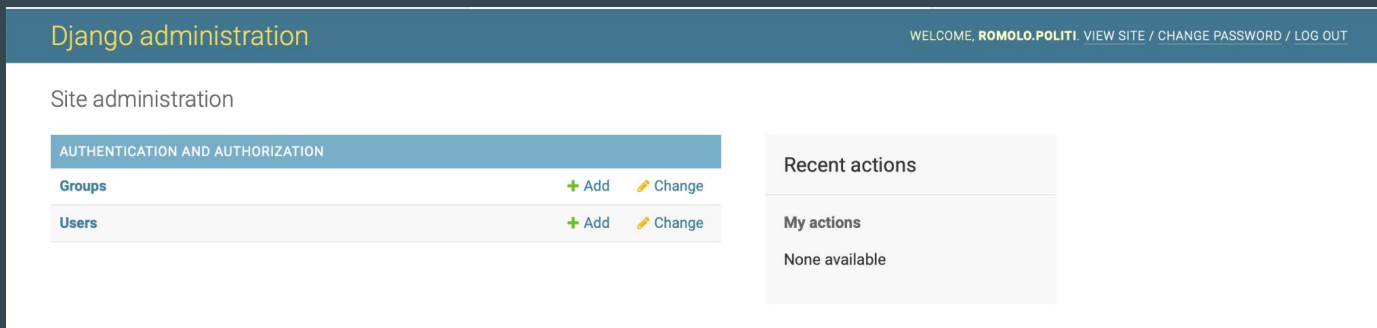 Django administration
WELCOME, ROMOLO.POLITI. VIEW SITE / CHANGE PASSWORD / LOG OUT
Site administration
AUTHENTICATION AND AUTHORIZATION
Groups + Add Change
Users + Add Change
Recent actions
My actions
None available